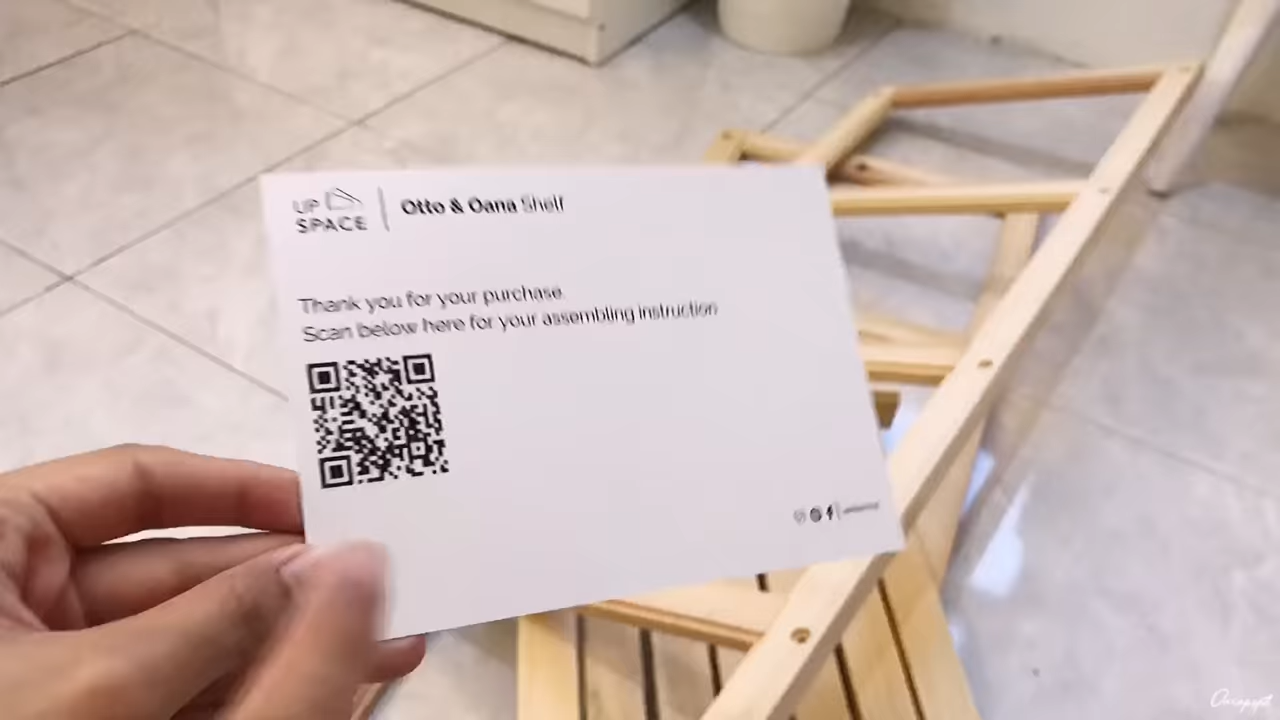 UP
SPACE
Otto & Oana Shelf
Thank you for your purchase.
Scan below here for your assembling instruction